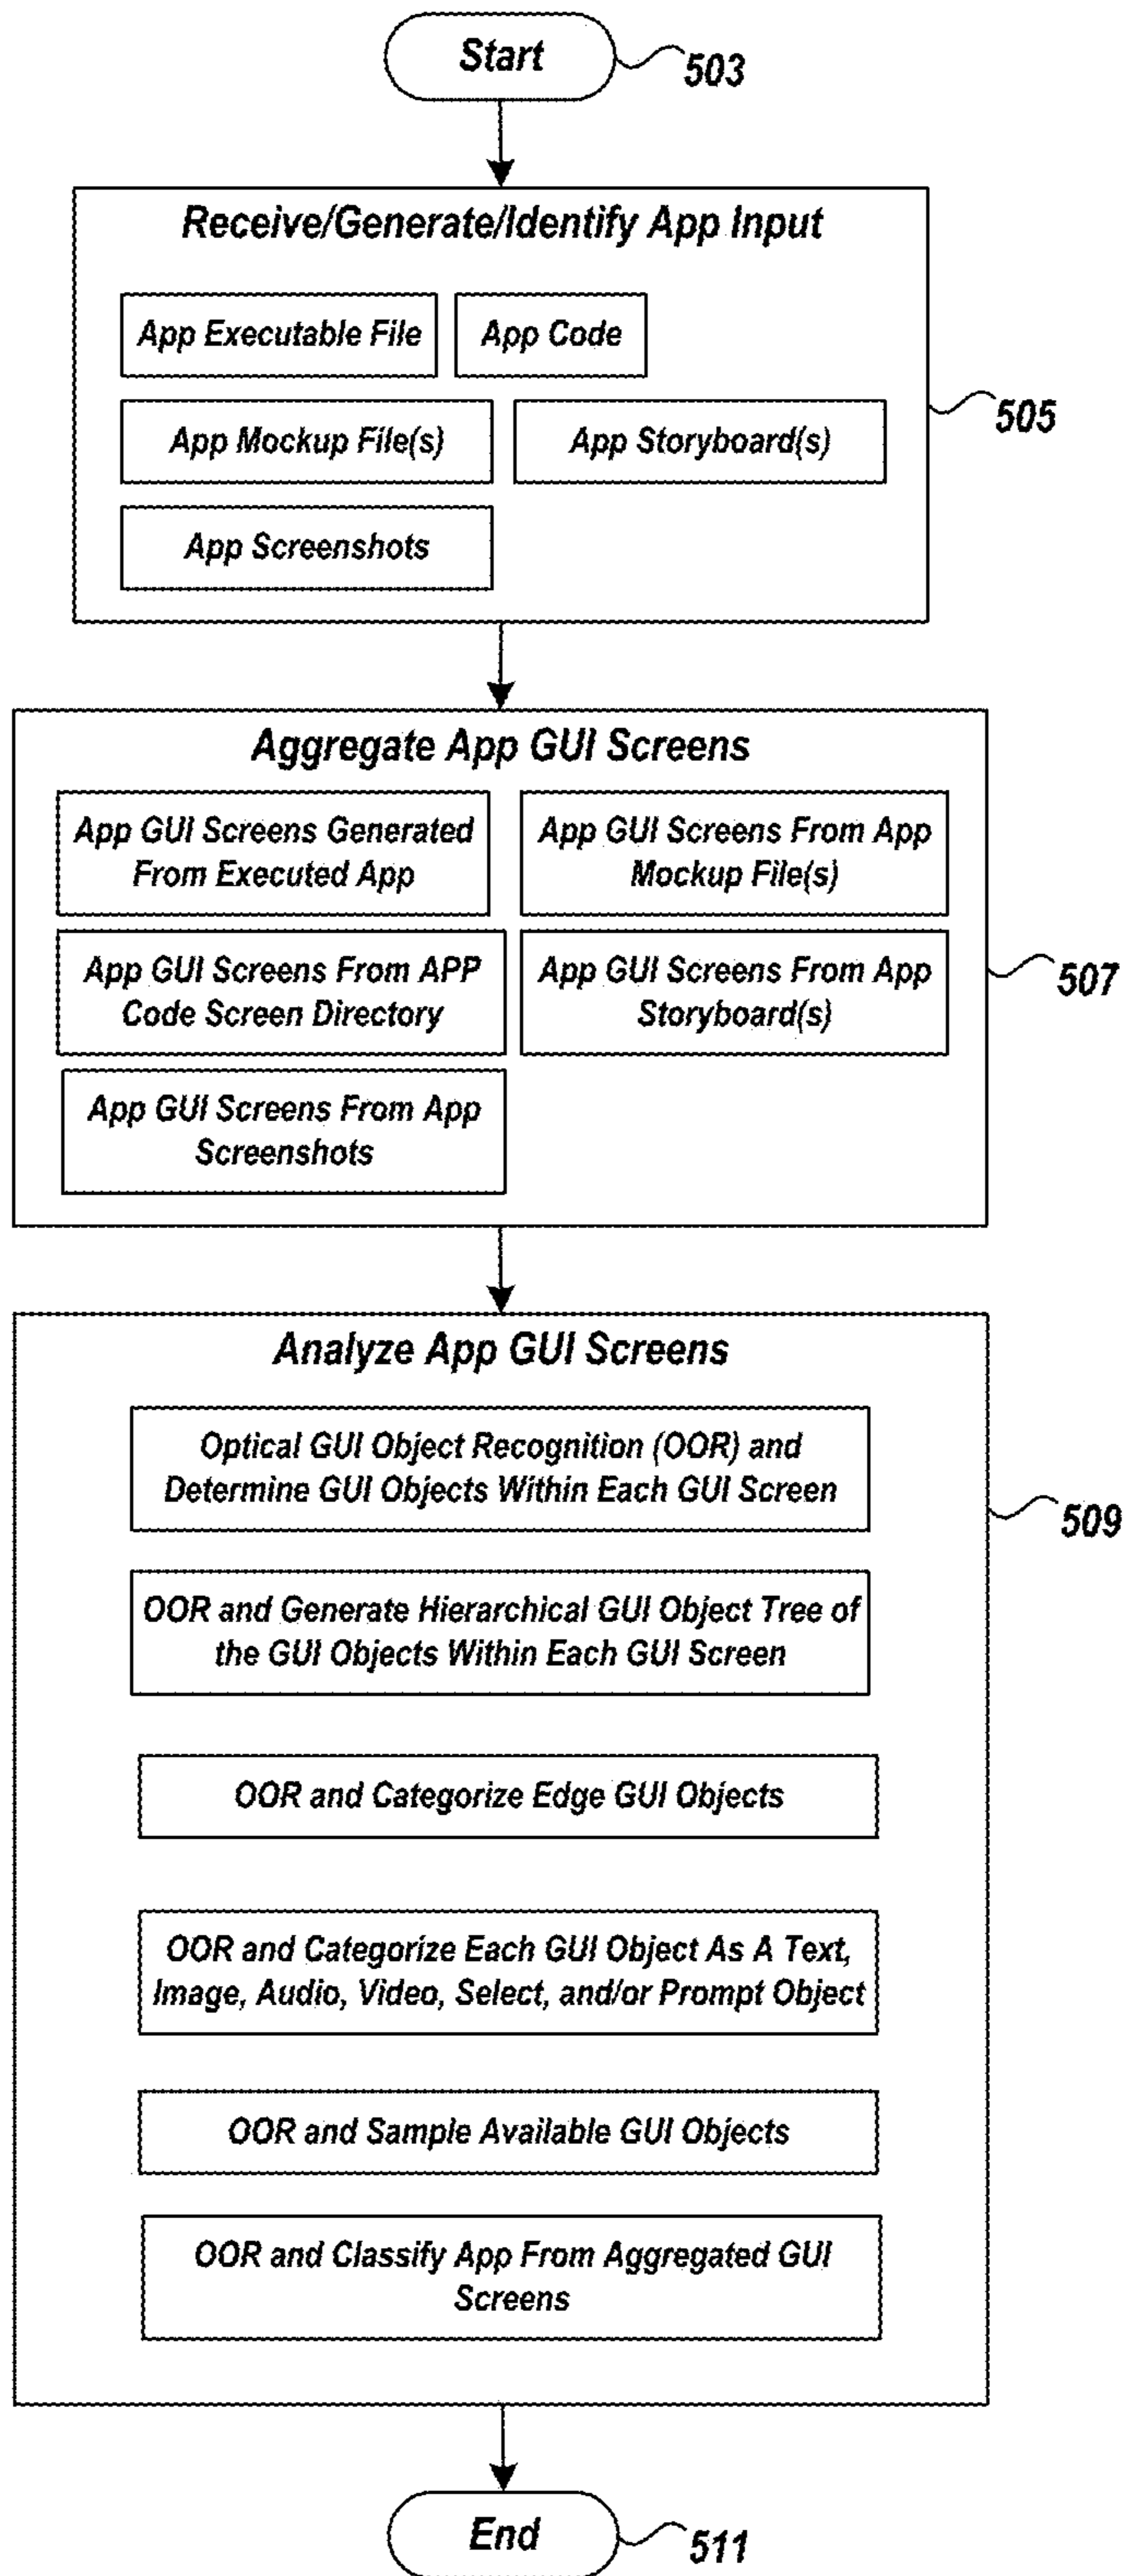 Start
503
Receive/Generate/Identify App Input
App Executable File
App Code
App Mockup File(s)
App Storyboard(s)
505
App Screenshots
Aggregate App GUI Screens
App GUI Screens Generated
From Executed App
App GUI Screens From App
Mockup File(s)
App GUI Screens From APP
Code Screen Directory
App GUI Screens From App
Storyboard(s)
507
App GUI Screens From App
Screenshots
Analyze App GUI Screens
Optical GUI Object Recognition (OOR) and
Determine GUI Objects Within Each GUI Screen
509
OOR and Generate Hierarchical GUI Object Tree of
the GUI Objects Within Each GUI Screen
OOR and Categorize Edge GUI Objects
OOR and Categorize Each GUI Object As A Text,
Image, Audio, Video, Select, and/or Prompt Object
OOR and Sample Available GUI Objects
OOR and Classify App From Aggregated GUI
Screens
End
511